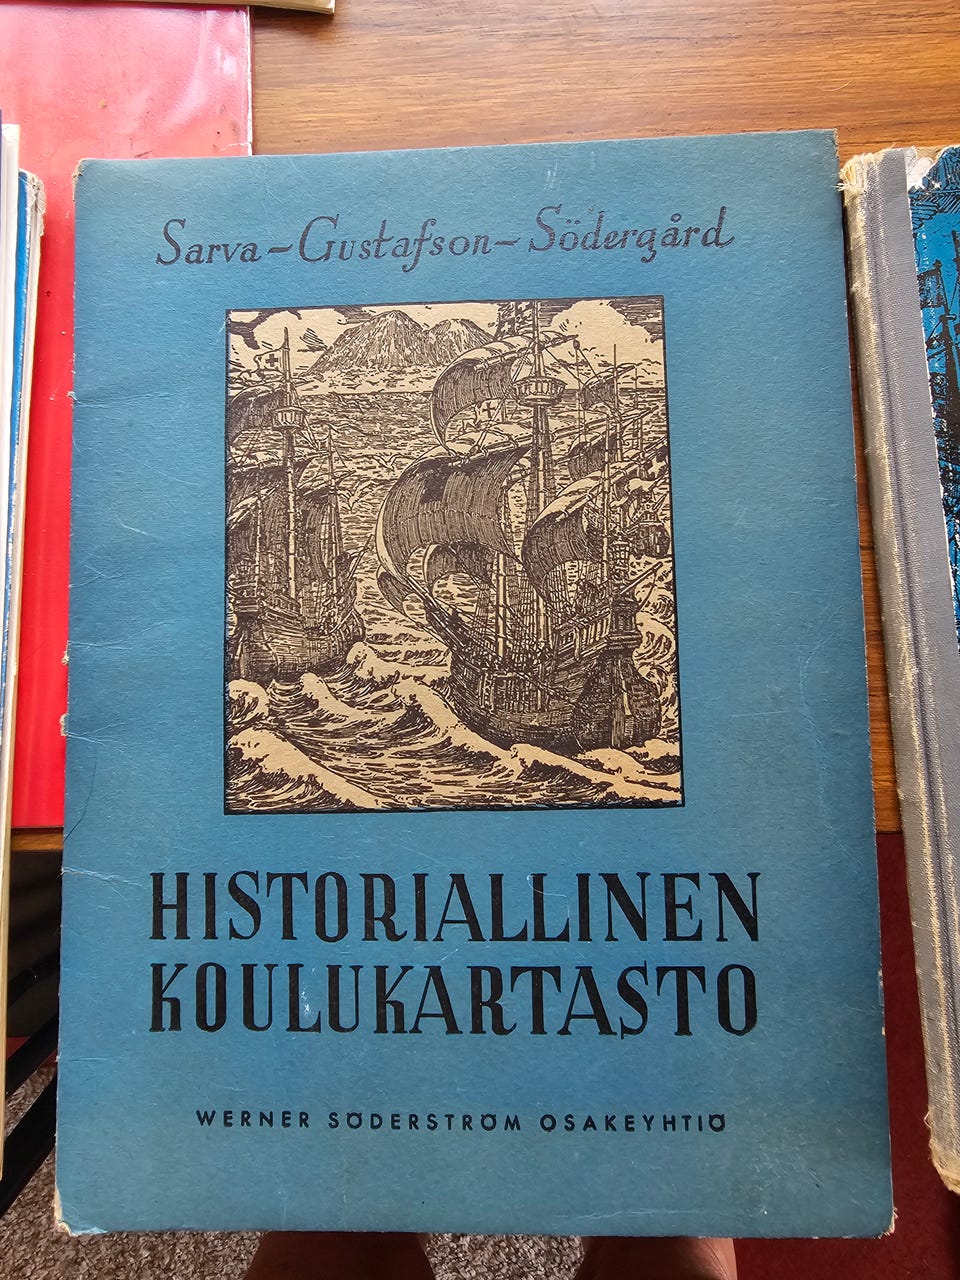 Sarva – Gustafson – Södergård
HISTORIALLINEN
KOULUKARTASTO
WERNER SÖDERSTRÖM OSAKEYHTIÖ